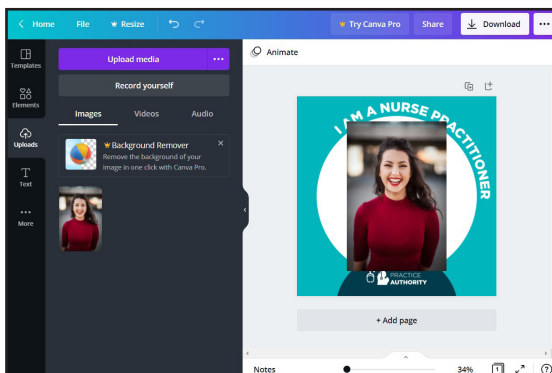 Home File Resize Try Canva Pro Share Download
Templates
Elements
Uploads
Text
More
Upload media
Record yourself
Images Videos Audio
Background Remover
Remove the background of your
image in one click with Canva Pro.
Animate
I AM A NURSE PRACTITIONER
PRACTICE
AUTHORITY
+ Add page
Notes 34% 1